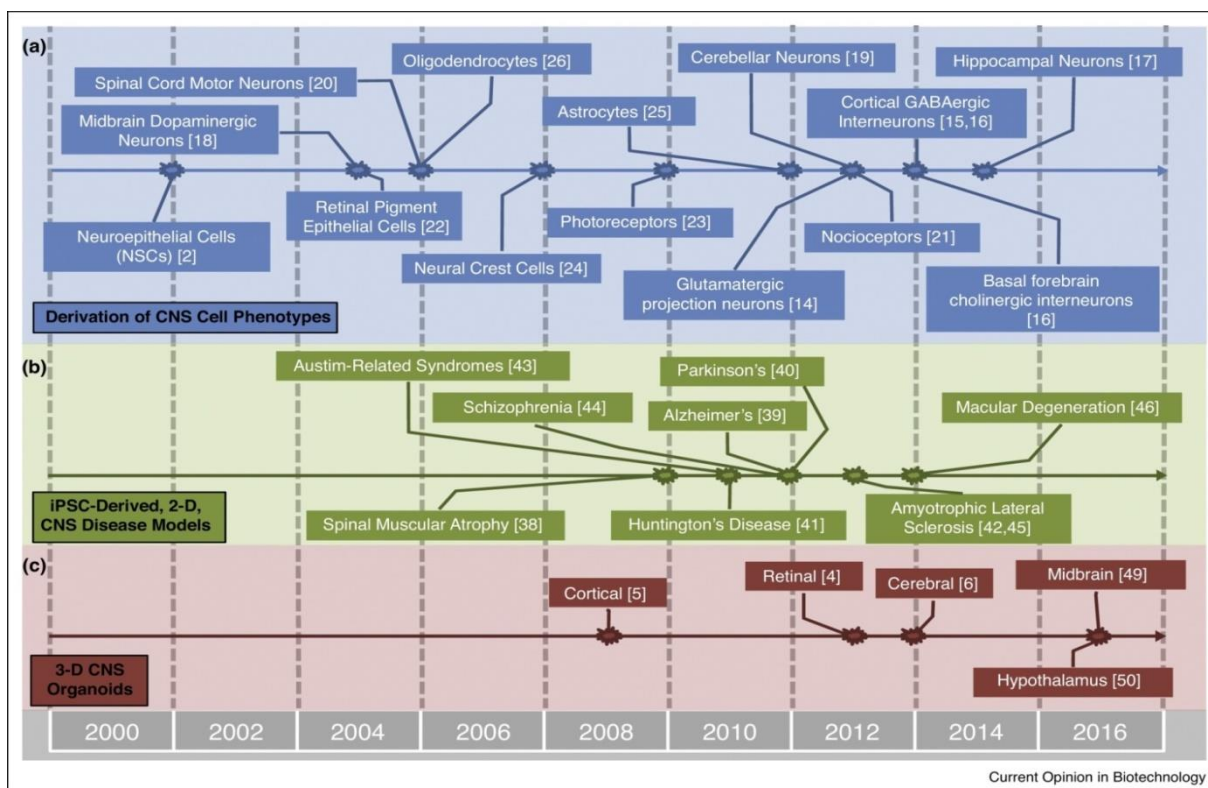 (a)
Oligodendrocytes [26]
Cerebellar Neurons [19]
Hippocampal Neurons [17]
Spinal Cord Motor Neurons [20]
Astrocytes [25]
Cortical GABAergic
Interneurons [15,16]
Midbrain Dopaminergic
Neurons [18]
Neuroepithelial Cells
(NSCs) [2]
Retinal Pigment
Epithelial Cells [22]
Neural Crest Cells [24]
Photoreceptors [23]
Glutamatergic
projection neurons [14]
Nocioceptors [21]
Basal forebrain
cholinergic interneurons
[16]
Derivation of CNS Cell Phenotypes
(b)
Austim-Related Syndromes [43]
Parkinson's [40]
Schizophrenia [44]
Alzheimer's [39]
Macular Degeneration [46]
iPSC-Derived, 2-D,
CNS Disease Models
Spinal Muscular Atrophy [38]
Huntington's Disease [41]
Amyotrophic Lateral
Sclerosis [42,45]
(c)
Cortical [5]
Retinal [4]
Cerebral [6]
Midbrain [49]
Hypothalamus [50]
3-D CNS
Organoids
2000 2002 2004 2006 2008 2010 2012 2014 2016
Current Opinion in Biotechnology